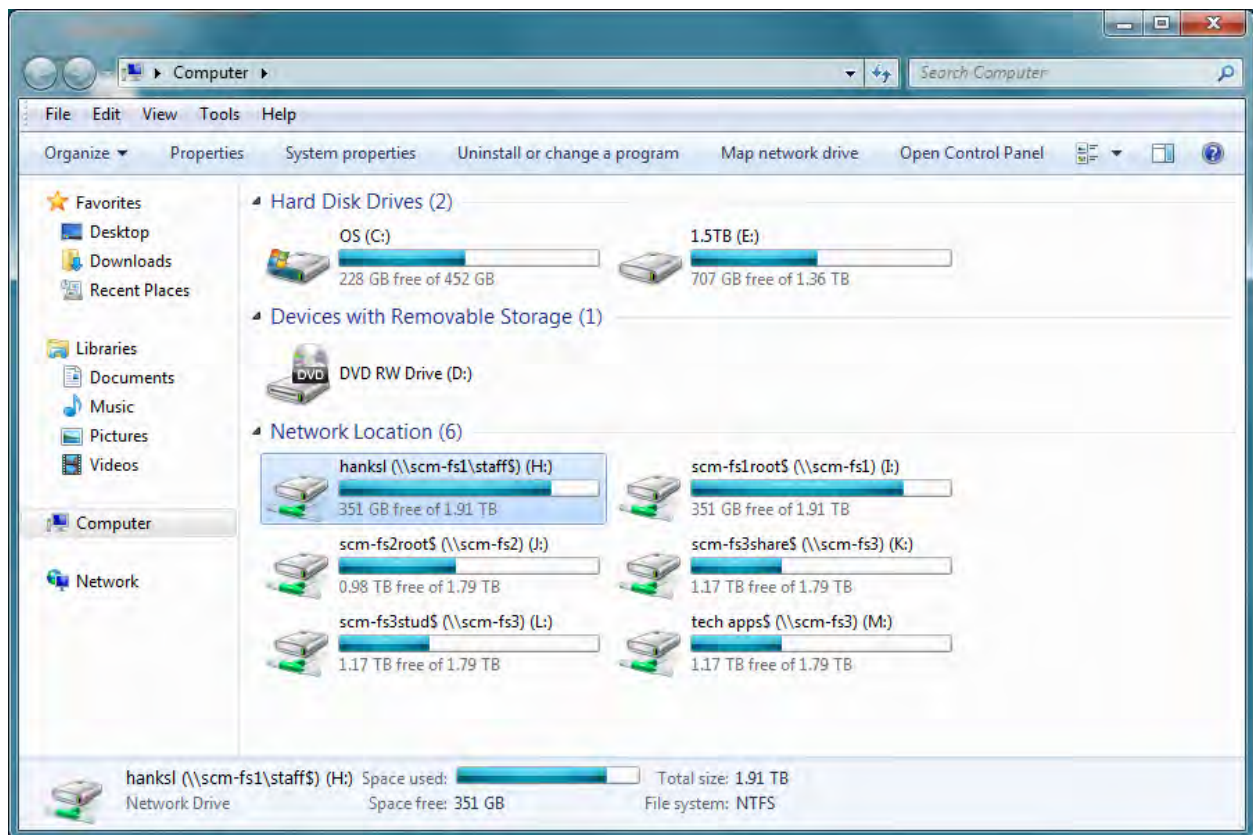 Computer
Search Computer
File Edit View Tools Help
Organize Properties System properties Uninstall or change a program Map network drive Open Control Panel
Favorites
Desktop
Downloads
Recent Places
Libraries
Documents
Music
Pictures
Videos
Computer
Network
Hard Disk Drives (2)
OS (C:)
228 GB free of 452 GB
1.5TB (E:)
707 GB free of 1.36 TB
Devices with Removable Storage (1)
DVD
DVD RW Drive (D:)
Network Location (6)
hanksl (\\scm-fs1\staff$) (H:)
351 GB free of 1.91 TB
scm-fs1root$ (\\scm-fs1) (I:)
351 GB free of 1.91 TB
scm-fs2root$ (\\scm-fs2) (J:)
0.98 TB free of 1.79 TB
scm-fs3share$ (\\scm-fs3) (K:)
1.17 TB free of 1.79 TB
scm-fs3stud$ (\\scm-fs3) (L:)
1.17 TB free of 1.79 TB
tech apps$ (\\scm-fs3) (M:)
1.17 TB free of 1.79 TB
hanksl (\\scm-fs1\staff$) (H:) Space used: Total size: 1.91 TB
Network Drive Space free: 351 GB File system: NTFS